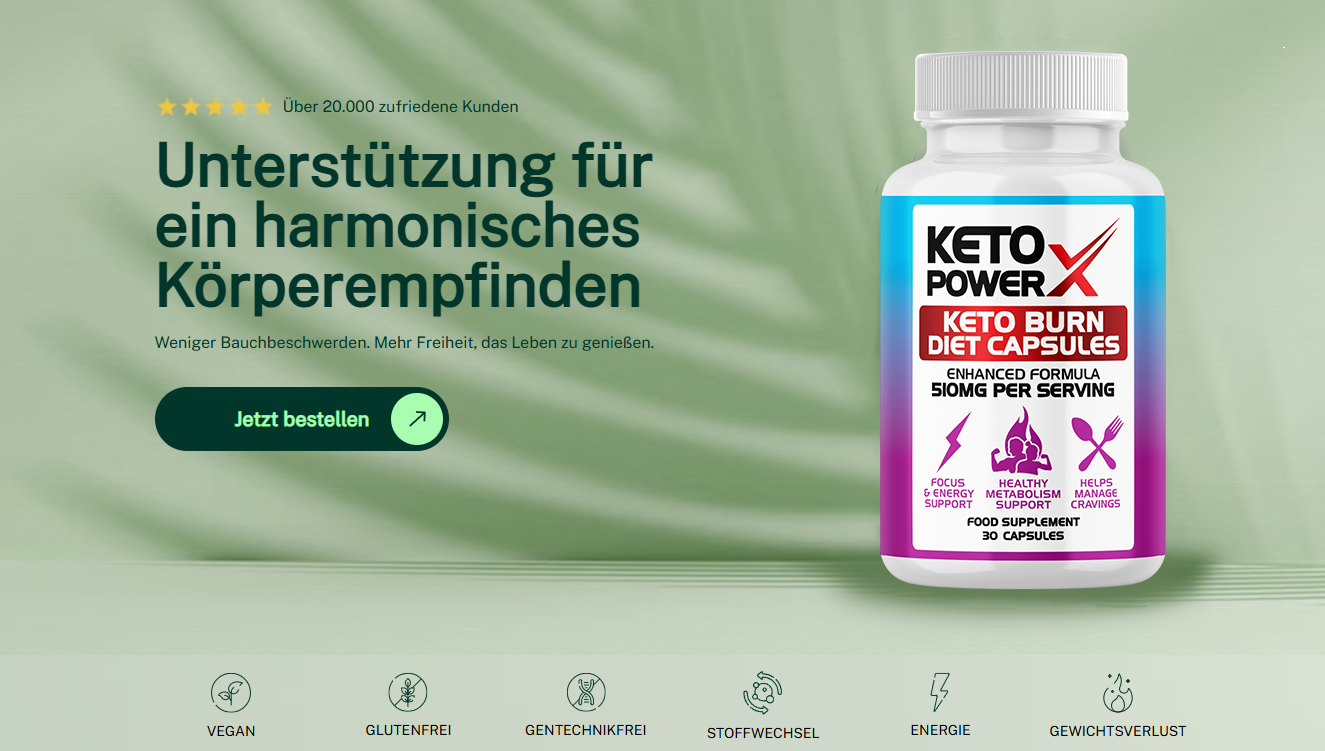 Über 20.000 zufriedene Kunden
Unterstützung für
ein harmonisches
Körperempfinden
Weniger Bauchbeschwerden. Mehr Freiheit, das Leben zu genießen.
Jetzt bestellen
KETO
POWER X
KETO BURN
DIET CAPSULES
ENHANCED FORMULA
510MG PER SERVING
FOCUS
& ENERGY
SUPPORT
HEALTHY
METABOLISM
SUPPORT
HELPS
MANAGE
CRAVINGS
FOOD SUPPLEMENT
30 CAPSULES
VEGAN
GLUTENFREI
GENTECHNIKFREI
STOFFWECHSEL
ENERGIE
GEWICHTSVERLUST